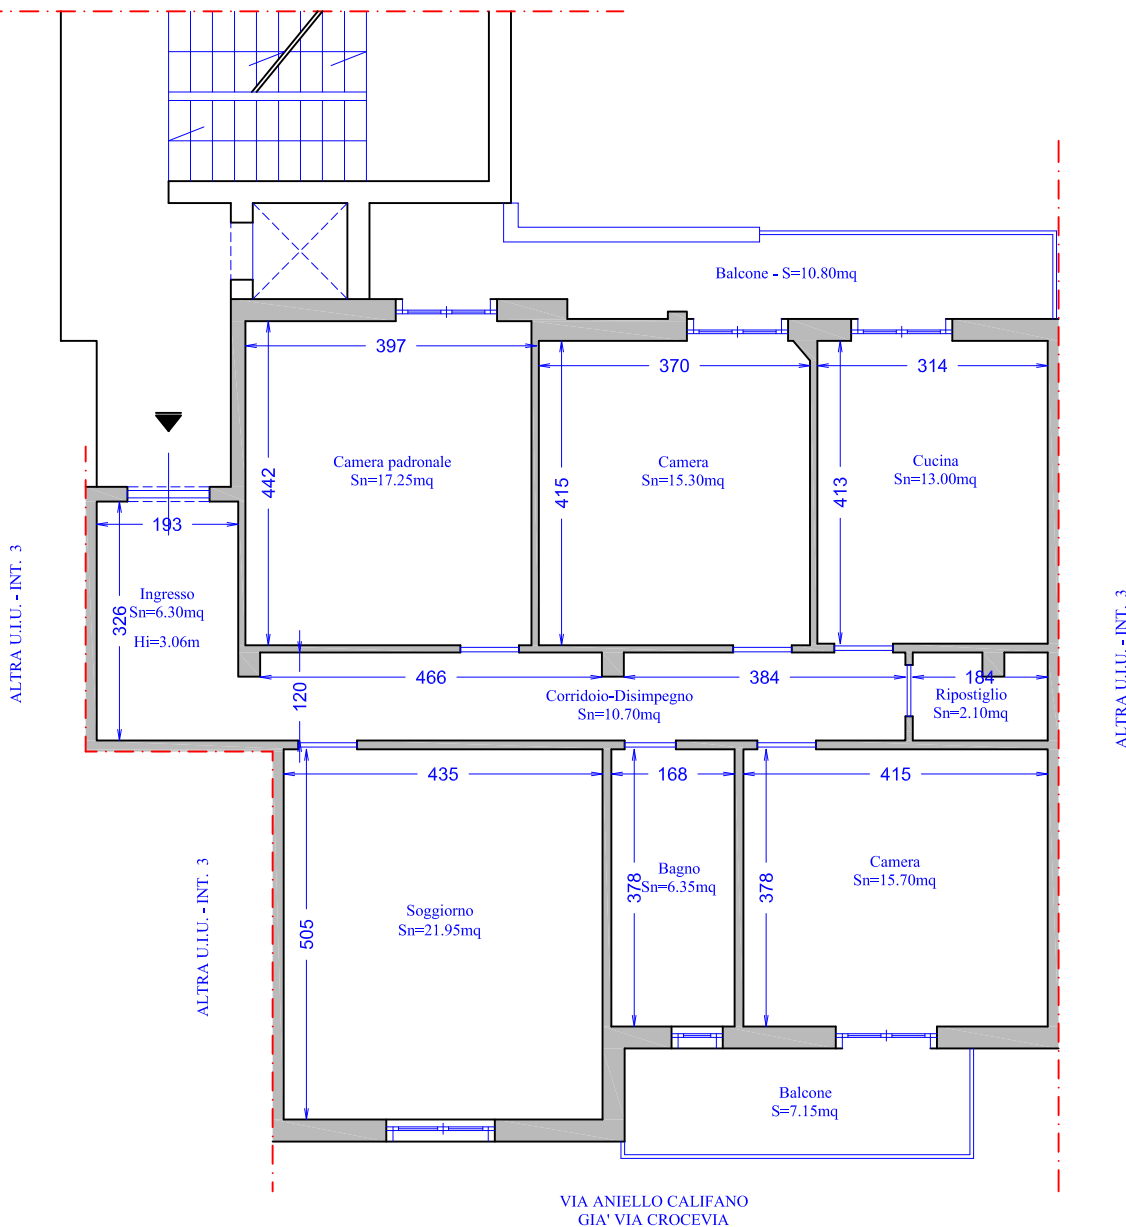 Balcone - S=10.80mq
397
370
314
Camera padronale
Sn=17.25mq
Camera
Sn=15.30mq
Cucina
Sn=13.00mq
442
415
413
193
ALTRA U.I.U. - INT. 3
326
Ingresso
Sn=6.30mq
Hi=3.06m
ALTRA U.I.U. - INT. 3
466
384
184
120
Corridoio-Disimpegno
Sn=10.70mq
Ripostiglio
Sn=2.10mq
435
168
415
ALTRA U.I.U. - INT. 3
505
Soggiorno
Sn=21.95mq
378
Bagno
Sn=6.35mq
378
Camera
Sn=15.70mq
Balcone
S=7.15mq
VIA ANIELLO CALIFANO
GIA' VIA CROCEVIA